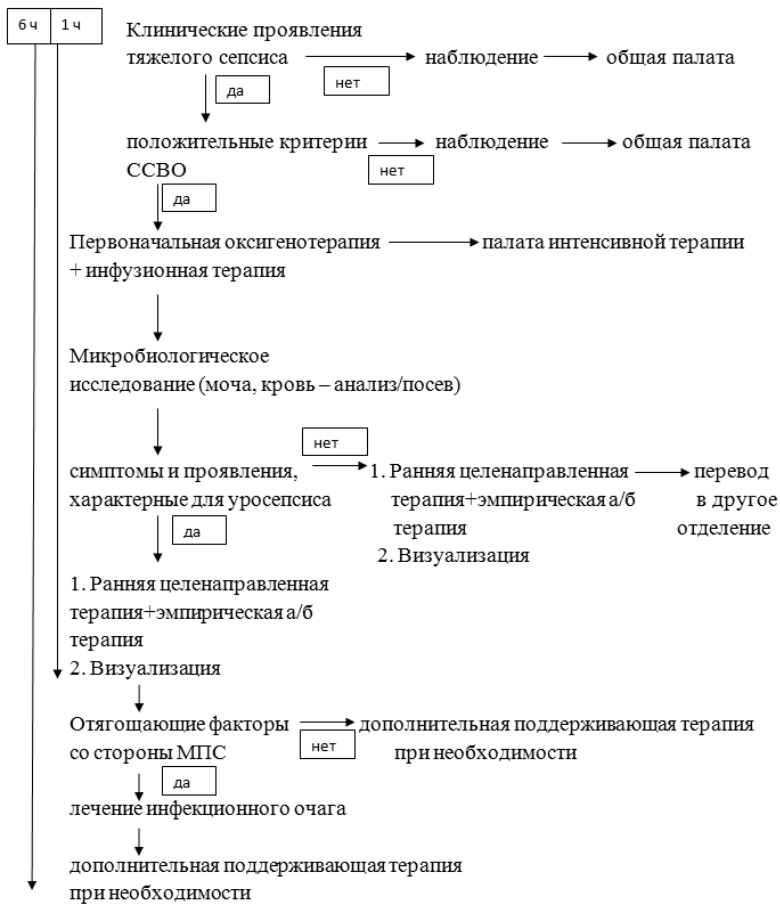 6 ч 1 ч
Клинические проявления
тяжелого сепсиса наблюдение общая палата
да нет
положительные критерии наблюдение общая палата
ССВО нет
да
Первоначальная оксигенотерапия палата интенсивной терапии
+ инфузионная терапия
Микробиологическое
исследование (моча, кровь – анализ/посев)
нет
симптомы и проявления, 1. Ранняя целенаправленная перевод
характерные для уросепсиса терапия+эмпирическая а/б в другое
да терапия отделение
2. Визуализация
1. Ранняя целенаправленная
терапия+эмпирическая а/б
терапия
2. Визуализация
Отягощающие факторы дополнительная поддерживающая терапия
со стороны МПС нет при необходимости
да
лечение инфекционного очага
дополнительная поддерживающая терапия
при необходимости